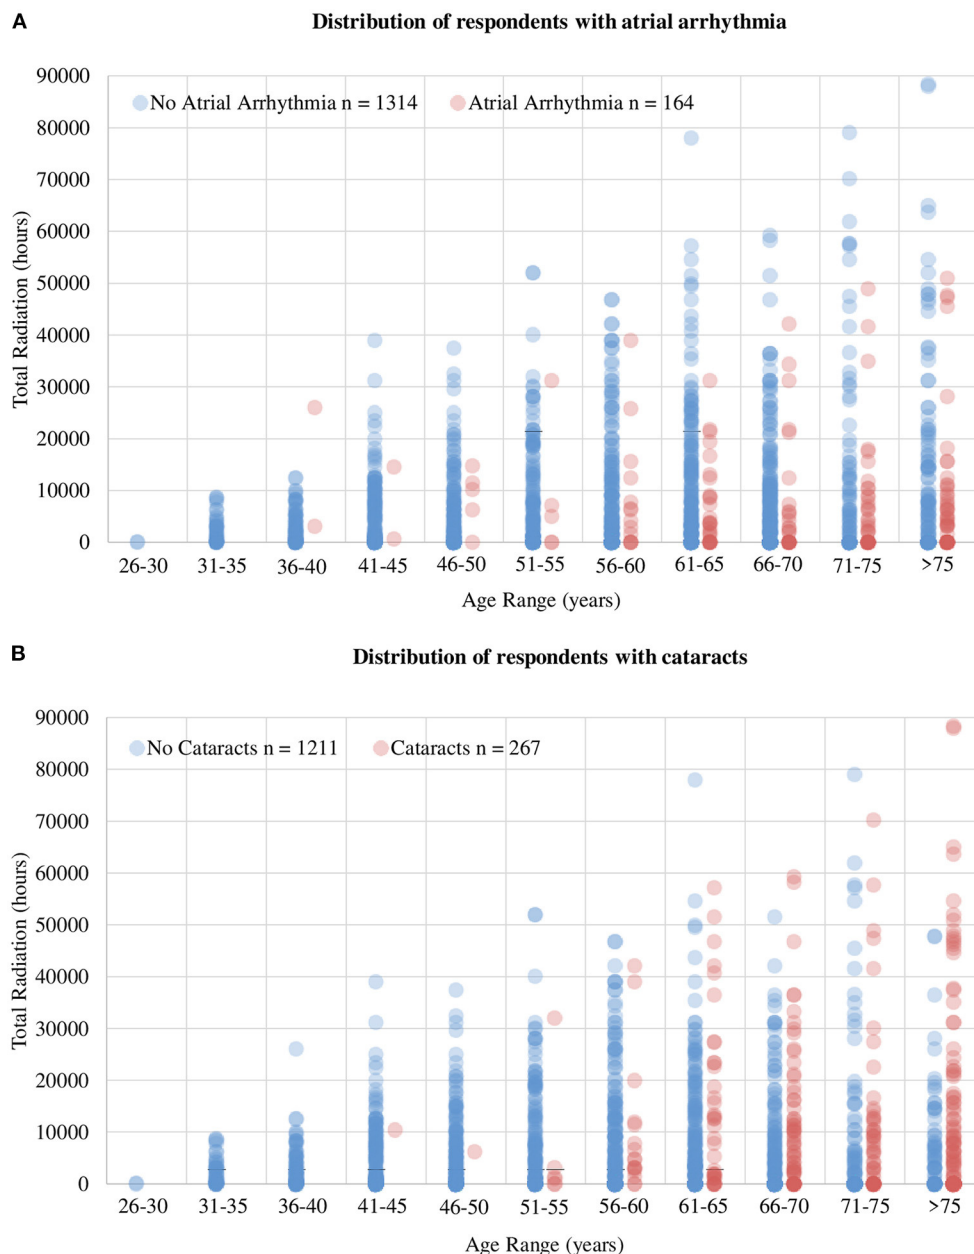 A
Distribution of respondents with atrial arrhythmia
90000
No Atrial Arrhythmia n = 1314 Atrial Arrhythmia n = 164
80000
70000
60000
50000
40000
30000
20000
10000
0
Total Radiation (hours)
26-30 31-35 36-40 41-45 46-50 51-55 56-60 61-65 66-70 71-75 >75
Age Range (years)
B
Distribution of respondents with cataracts
90000
No Cataracts n = 1211 Cataracts n = 267
80000
70000
60000
50000
40000
30000
20000
10000
0
Total Radiation (hours)
26-30 31-35 36-40 41-45 46-50 51-55 56-60 61-65 66-70 71-75 >75
Age Range (years)